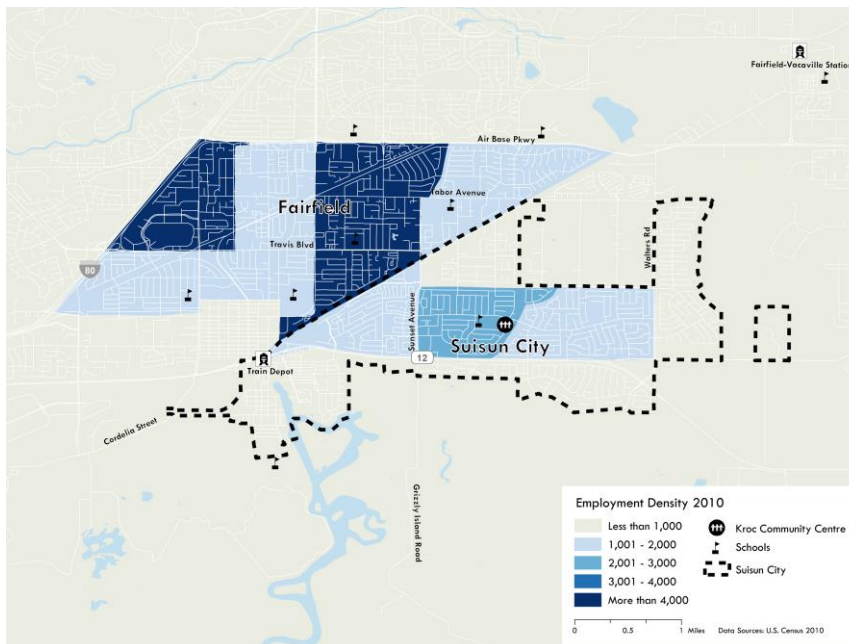 Fairfield-Vacaville Station
Air Base Pkwy
Tabor Avenue
Fairfield
Travis Blvd
Walters Rd
80
Sunset Avenue
Suisun City
12
Train Depot
Cordelia Street
Grizzly Island Road
Employment Density 2010
Less than 1,000
1,001 - 2,000
2,001 - 3,000
3,001 - 4,000
More than 4,000
Kroc Community Centre
Schools
Suisun City
0 0.5 1 Miles
Data Sources: U.S. Census 2010